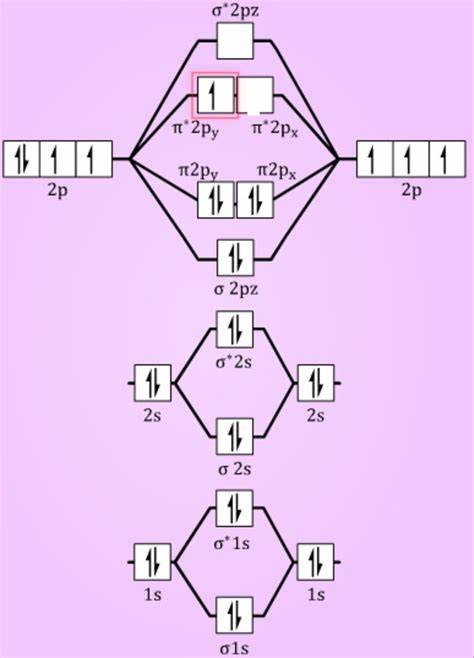 σ*2pz
π*2py π*2px
π2py π2px
2p 2p
σ 2pz
σ*2s
2s 2s
σ 2s
σ*1s
1s 1s
σ1s